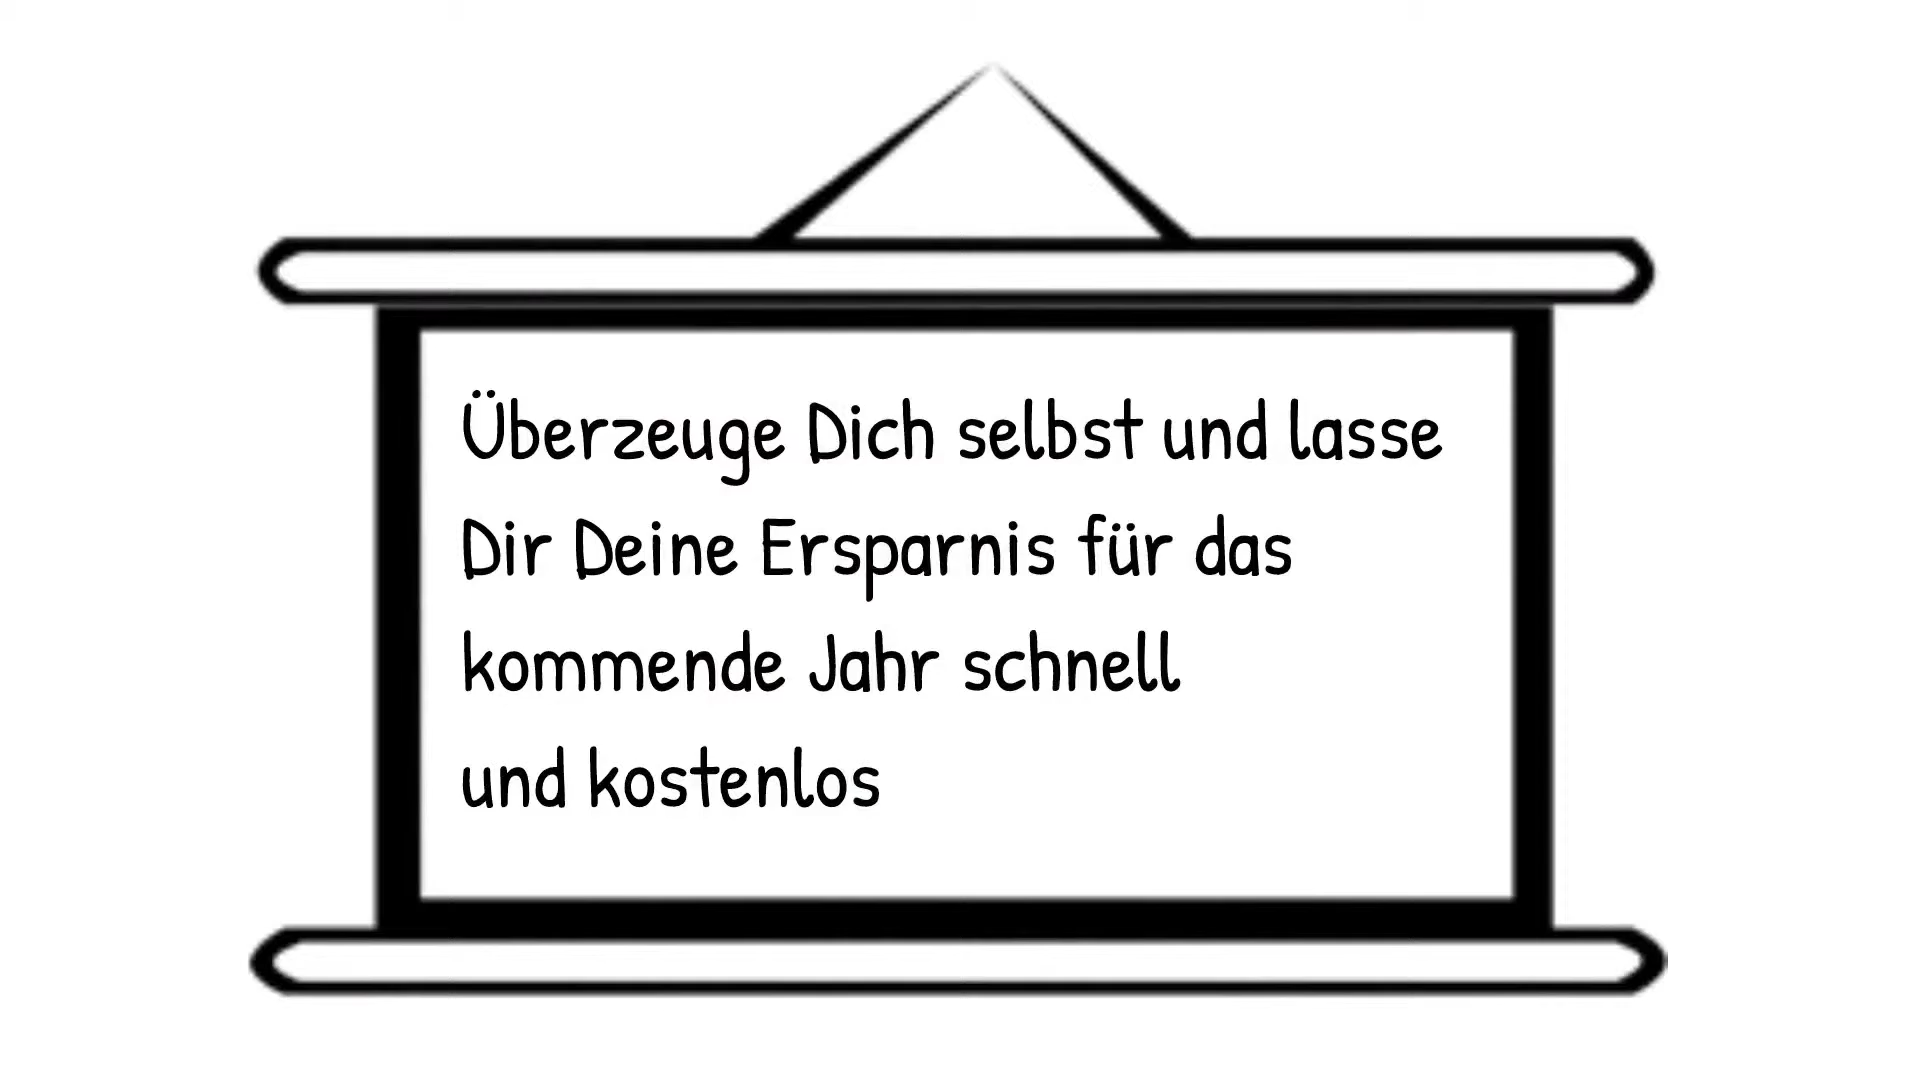 Überzeuge Dich selbst und lasse
Dir Deine Ersparnis für das
kommende Jahr schnell
und kostenlos